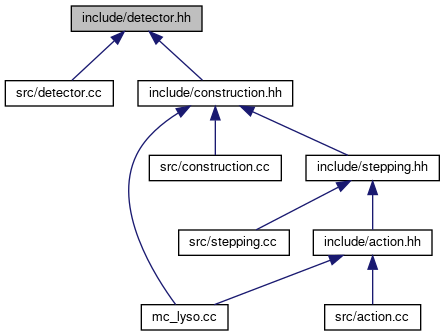 include/detector.hh
src/detector.cc
include/construction.hh
src/construction.cc
include/stepping.hh
src/stepping.cc
include/action.hh
mc_lyso.cc
src/action.cc